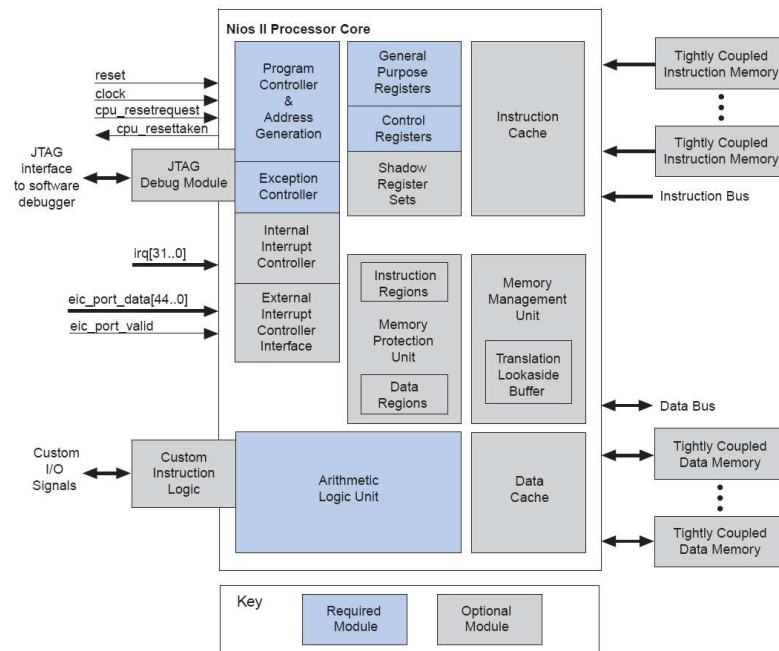 Nios II Processor Core
reset
clock
cpu_resetrequest
cpu_resettaken
JTAG
interface
to software
debugger
JTAG
Debug Module
irq[31..0]
eic_port_data[44..0]
eic_port_valid
Custom
I/O
Signals
Custom
Instruction
Logic
Program
Controller
&
Address
Generation
Exception
Controller
Internal
Interrupt
Controller
External
Interrupt
Controller
Interface
General
Purpose
Registers
Control
Registers
Shadow
Register
Sets
Instruction
Cache
Instruction
Regions
Memory
Protection
Unit
Data
Regions
Memory
Management
Unit
Translation
Lookaside
Buffer
Arithmetic
Logic Unit
Data
Cache
Tightly Coupled
Instruction Memory
Tightly Coupled
Instruction Memory
Instruction Bus
Data Bus
Tightly Coupled
Data Memory
Tightly Coupled
Data Memory
Key
Required
Module
Optional
Module